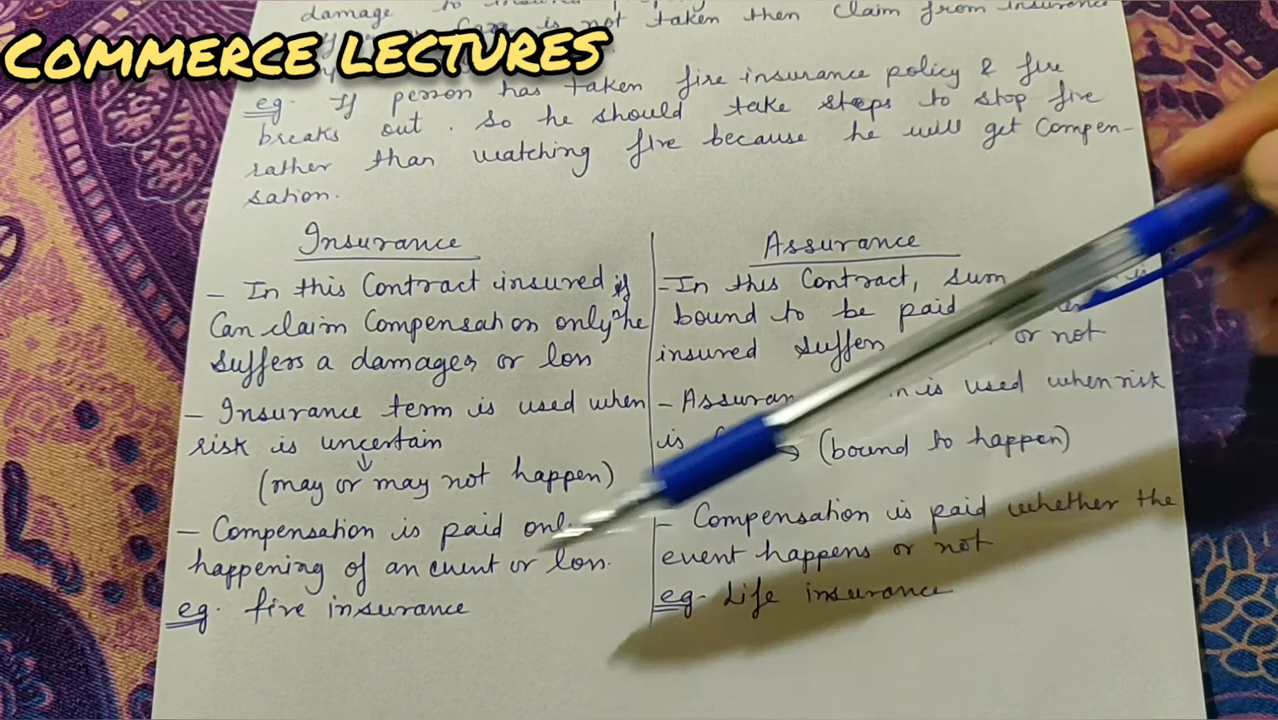 damage to insured
is not taken then Claim from insurance
COMMERCE LECTURES
eg. If person has taken fire insurance policy & fire
breaks out. So he should take steps to stop fire
rather than watching fire because he will get Compen-
sation.
Insurance
- In this Contract insured
Can claim Compensation only if he
suffers a damages or loss
- Insurance term is used when
risk is uncertain
(may or may not happen)
- Compensation is paid
happening of an event or loss.
eg. fire insurance
Assurance
- In this Contract, sum
bound to be paid
insured suffers or not
- is used when risk
is (bound to happen)
- Compensation is paid whether the
event happens or not
eg- Life insurance